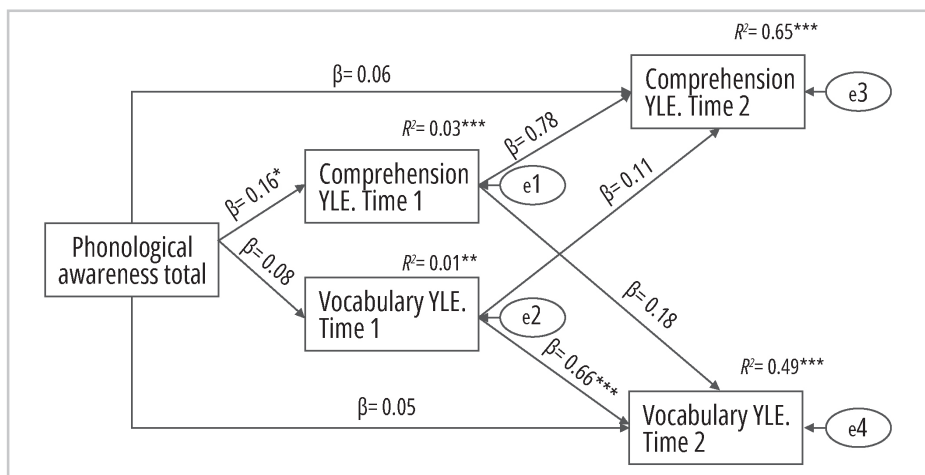 R²= 0.65***
β= 0.06
Comprehension
YLE. Time 2
e3
R²= 0.03***
β= 0.78
Comprehension
YLE. Time 1
e1
β= 0.16*
β= 0.11
Phonological
awareness total
β= 0.08
R²= 0.01**
Vocabulary YLE.
Time 1
e2
β= 0.18
β= 0.66***
R²= 0.49***
β= 0.05
Vocabulary YLE.
Time 2
e4